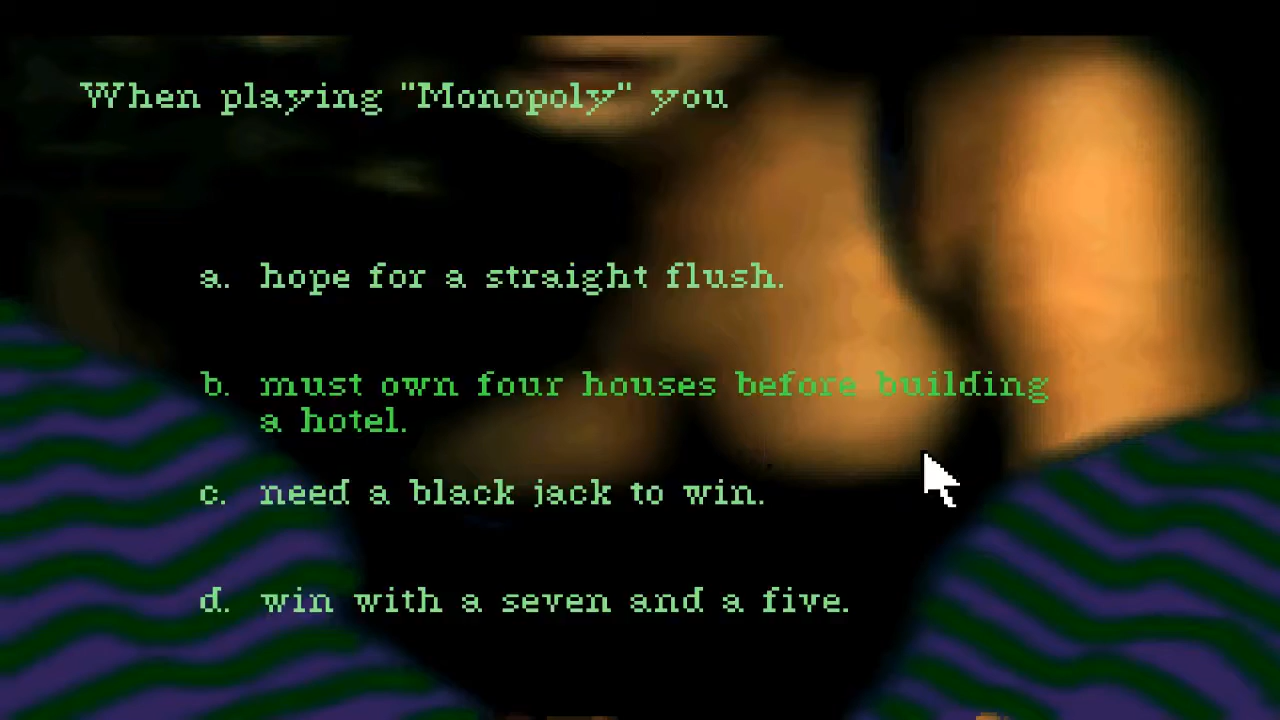 When playing "Monopoly" you
a. hope for a straight flush.
b. must own four houses before building
a hotel.
c. need a black jack to win.
d. win with a seven and a five.